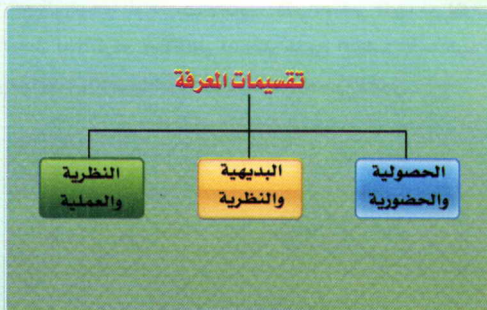 تقسيمات المعرفة
الحصولية
والحضورية
البديهية
والنظرية
النظرية
والعملية